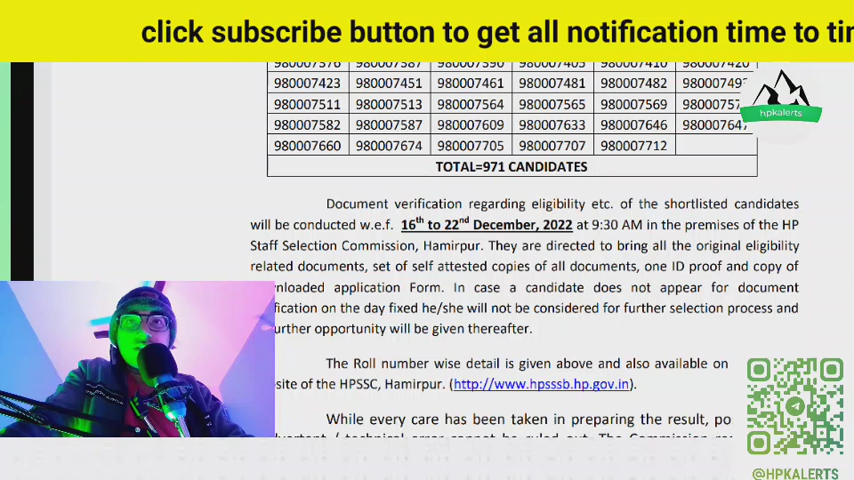 click subscribe button to get all notification time to
980007376 980007387 980007390 980007405 980007410 980007420
980007423 980007451 980007461 980007481 980007482
980007511 980007513 980007564 980007565 980007569
980007582 980007587 980007609 980007633 980007646 980007647
980007660 980007674 980007705 980007707 980007712
hpkalerts
TOTAL=971 CANDIDATES
Document verification regarding eligibility etc. of the shortlisted candidates
will be conducted w.e.f. 16th to 22nd December, 2022 at 9:30 AM in the premises of the HP
Staff Selection Commission, Hamirpur. They are directed to bring all the original eligibility
related documents, set of self attested copies of all documents, one ID proof and copy of
application Form. In case a candidate does not appear for document
on the day fixed he/she will not be considered for further selection process and
opportunity will be given thereafter.
The Roll number wise detail is given above and also available on
of the HPSSC, Hamirpur. (http://www.hpsssb.hp.gov.in).
While every care has been taken in preparing the result,
@HPKALERTS